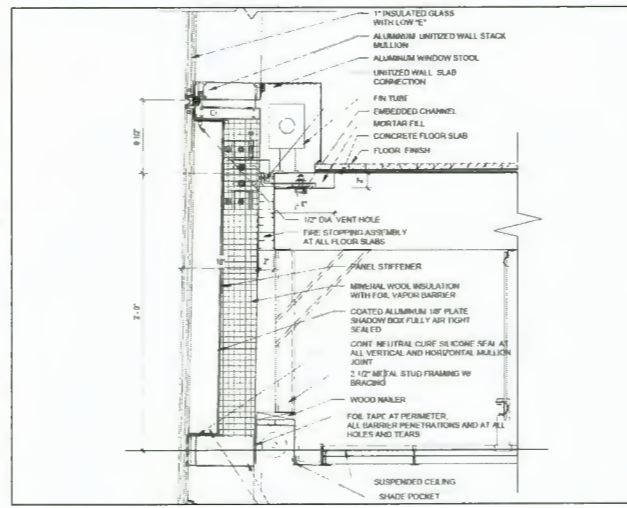 1" INSULATED GLASS
WITH LOW "E"
ALUMINUM UNITIZED WALL STACK
MULLION
ALUMINUM WINDOW STOOL
UNITIZED WALL SLAB
CONNECTION
FIN TUBE
EMBEDDED CHANNEL
MORTAR FILL
CONCRETE FLOOR SLAB
FLOOR FINISH
1/2" DIA. VENT HOLE
FIRE STOPPING ASSEMBLY
AT ALL FLOOR SLABS
PANEL STIFFENER
MINERAL WOOL INSULATION
WITH FOIL VAPOR BARRIER
COATED ALUMINUM 1/8" PLATE
SHADOW BOX FULLY AIR TIGHT
SEALED
CONT. NEUTRAL CURE SILICONE SEAL AT
ALL VERTICAL AND HORIZONTAL MULLION
JOINT
2 1/2" METAL STUD FRAMING W/
BRACING
WOOD NAILER
FOIL TAPE AT PERIMETER,
ALL BARRIER PENETRATIONS AND AT ALL
HOLES AND TEARS
SUSPENDED CEILING
SHADE POCKET